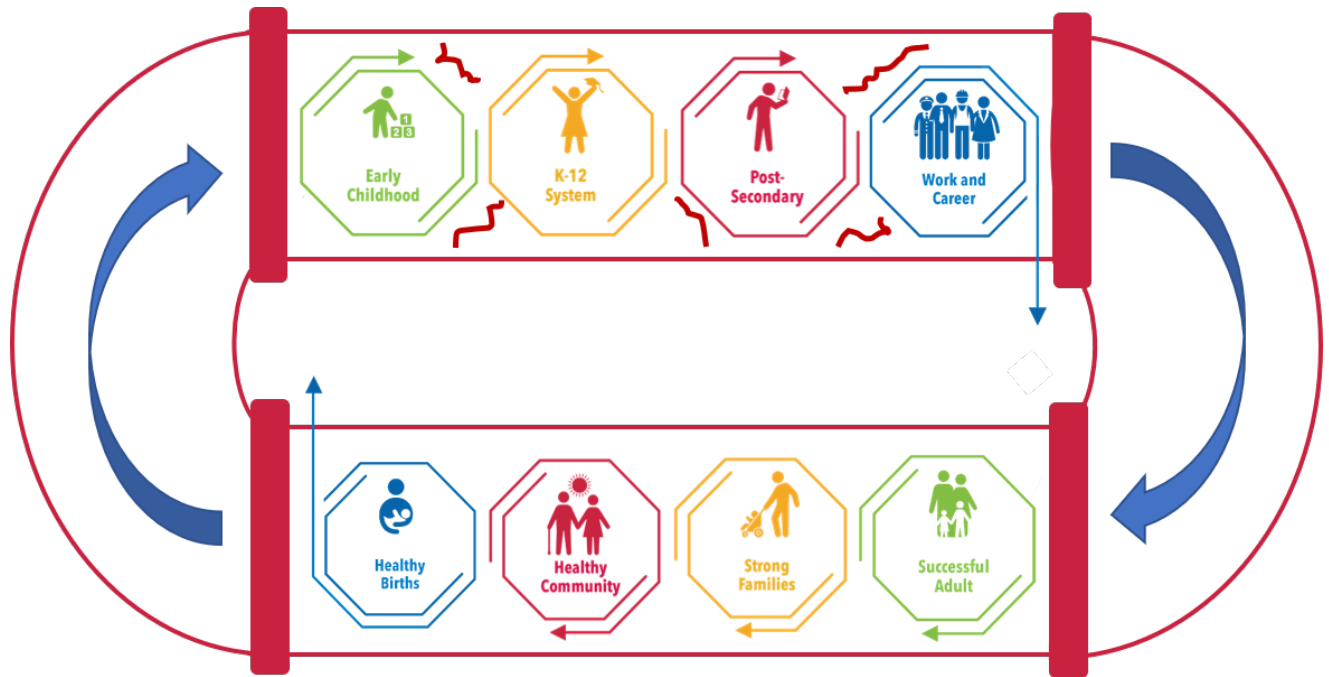 1
2 3
Early
Childhood
K-12
System
Post-
Secondary
Work and
Career
Healthy
Births
Healthy
Community
Strong
Families
Successful
Adult